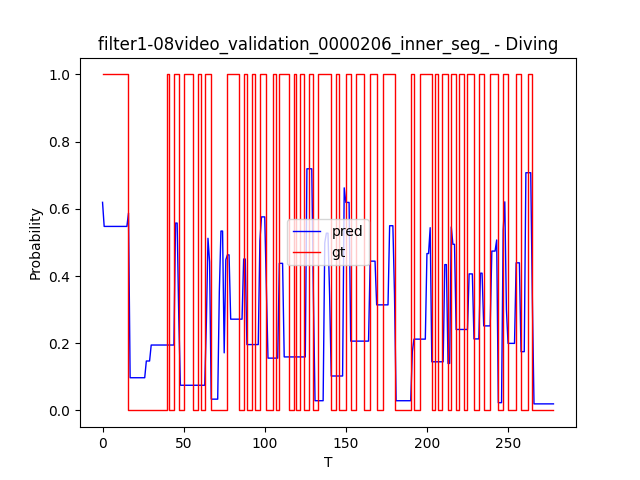 filter1-08video_validation_0000206_inner_seg_ - Diving
1.0
0.8
0.6
0.4
0.2
0.0
Probability
pred
gt
0 50 100 150 200 250
T